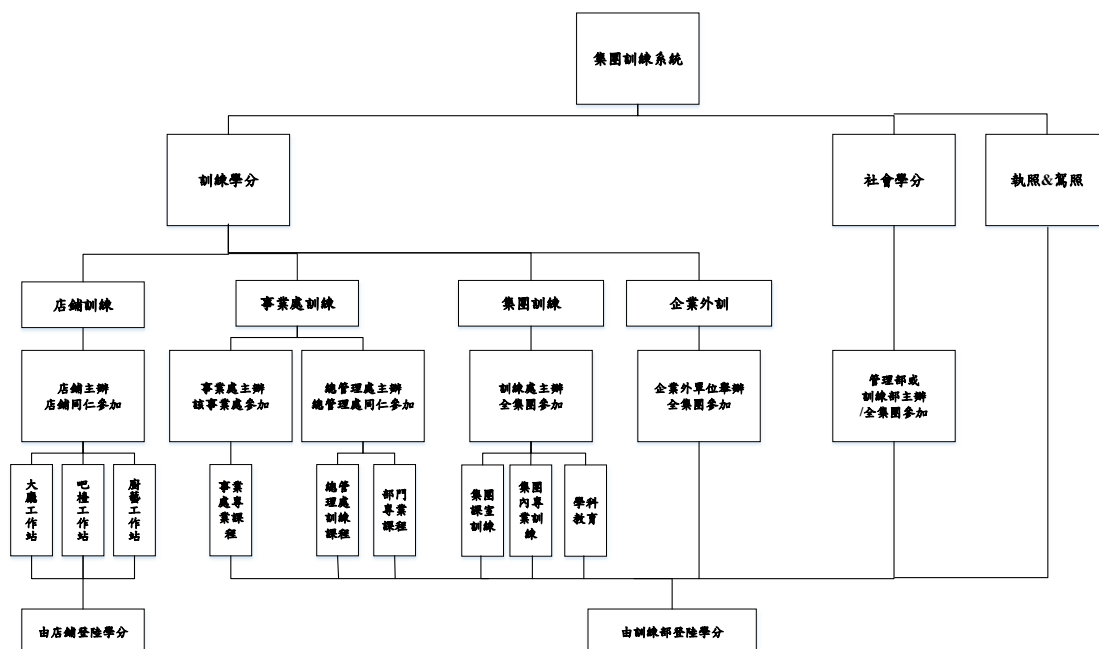 集團訓練系統
訓練學分
社會學分
執照&駕照
店鋪訓練
事業處訓練
集團訓練
企業外訓
店鋪主辦
店鋪同仁參加
事業處主辦
該事業處參加
總管理處主辦
總管理處同仁參加
訓練處主辦
全集團參加
企業外單位舉辦
全集團參加
管理部或
訓練部主辦
/全集團參加
大廳工作站
吧檯工作站
廚藝工作站
事業
處專
業課
程
總管
理處
訓練
課程
部門
專業
課程
集團
課室
訓練
集團
內專
業訓
練
學科
教育
由店鋪登陸學分
由訓練部登陸學分